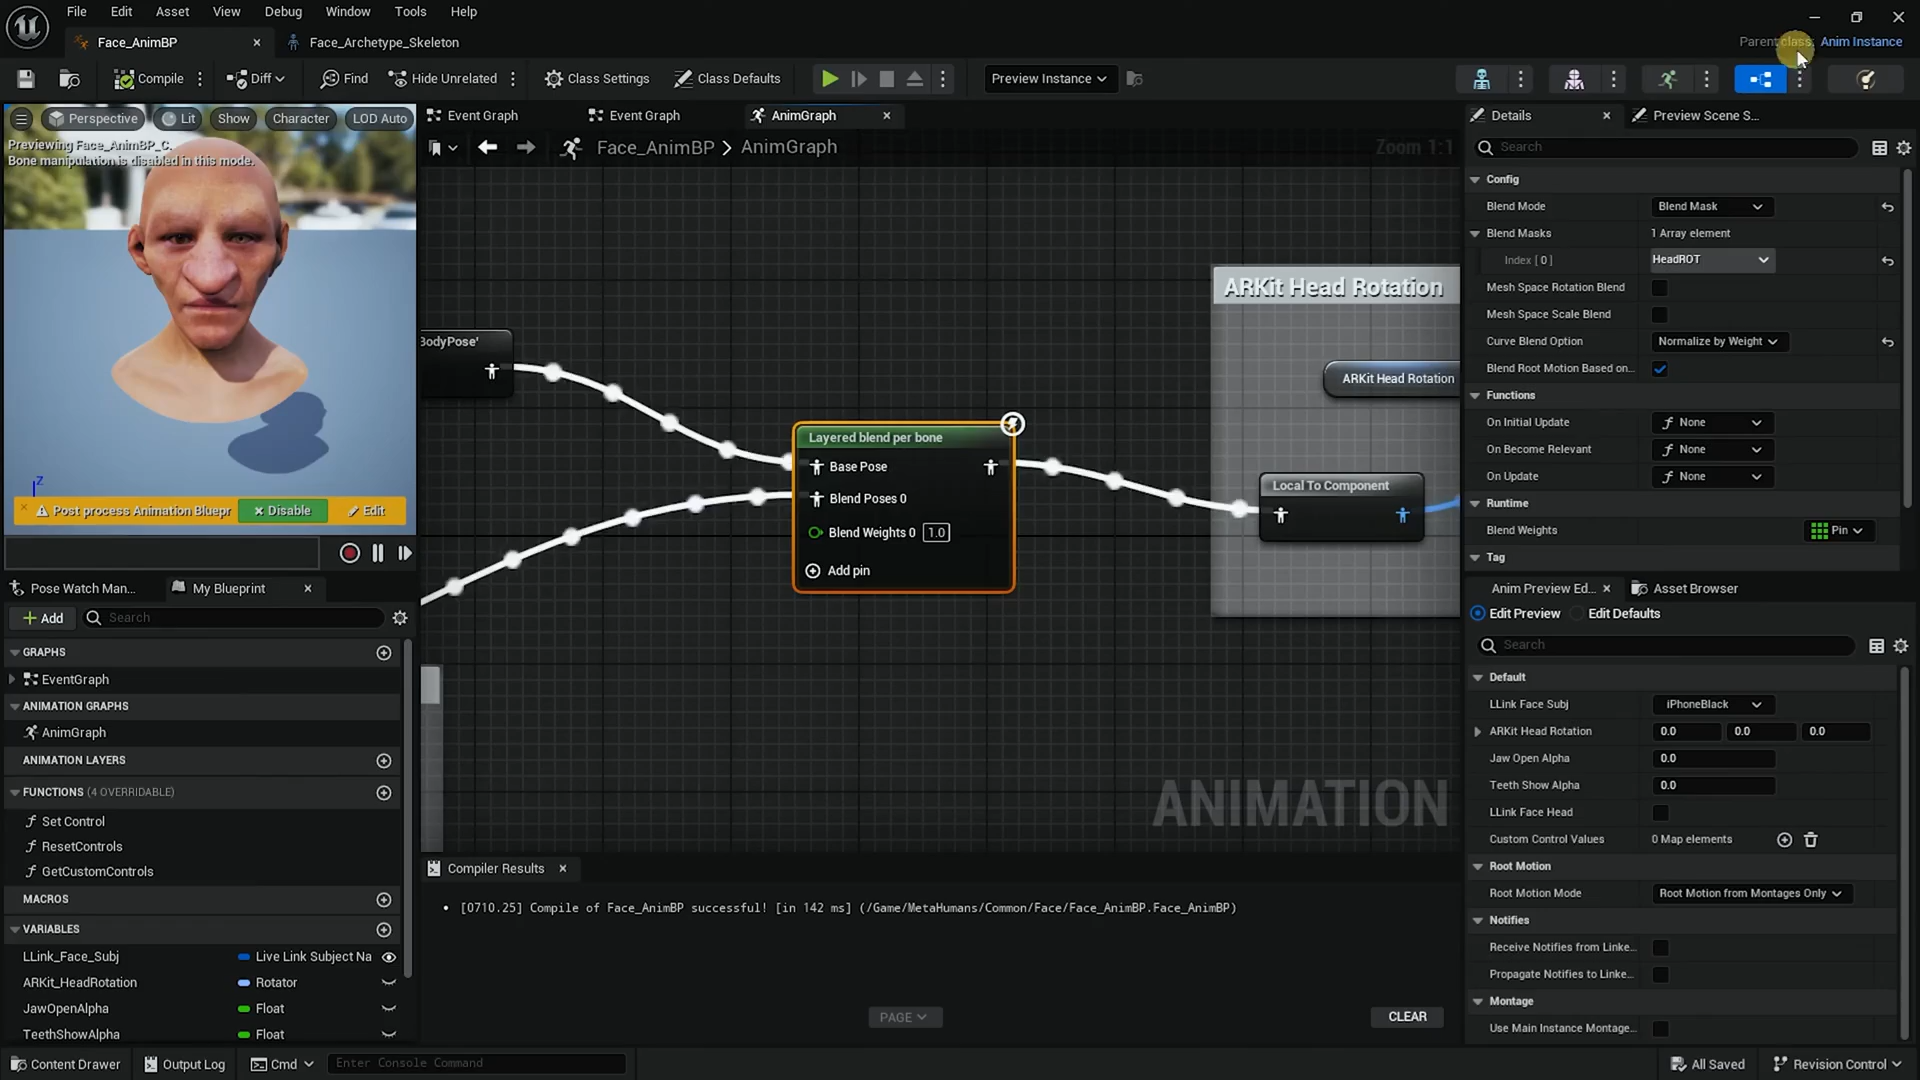 File Edit View Asset Debug Window Tools Help
Face_AnimBP
Face_Archetype_Skeleton
Parent class: Anim Instance
Compile
Diff
Find
Hide Unrelated
Class Settings
Class Defaults
Preview Instance
Perspective
Lit
Show
Character
LOD Auto
Previewing Face_AnimBP_C.
Bone manipulation is disabled in this mode.
Z
Post process Animation Bluepr
Disable
Edit
Pose Watch Man...
My Blueprint
Add
Search
GRAPHS
EventGraph
ANIMATION GRAPHS
AnimGraph
ANIMATION LAYERS
FUNCTIONS (4 OVERRIDABLE)
Set Control
ResetControls
GetCustomControls
MACROS
VARIABLES
LLink_Face_Subj Live Link Subject Na
ARKit_HeadRotation Rotator
JawOpenAlpha Float
TeethShowAlpha Float
Event Graph
Event Graph
AnimGraph
Face_AnimBP > AnimGraph
Zoom 1:1
BodyPose'
Layered blend per bone
Base Pose
Blend Poses 0
Blend Weights 0 1.0
Add pin
ARKit Head Rotation
ARKit Head Rotation
Local To Component
ANIMATION
Compiler Results
[0710.25] Compile of Face_AnimBP successful! [in 142 ms] (/Game/MetaHumans/Common/Face/Face_AnimBP.Face_AnimBP)
PAGE
CLEAR
Details
Preview Scene S...
Search
Config
Blend Mode Blend Mask
Blend Masks 1 Array element
Index [ 0 ] HeadROT
Mesh Space Rotation Blend
Mesh Space Scale Blend
Curve Blend Option Normalize by Weight
Blend Root Motion Based on...
Functions
On Initial Update None
On Become Relevant None
On Update None
Runtime
Blend Weights Pin
Tag
Anim Preview Ed...
Asset Browser
Edit Preview
Edit Defaults
Search
Default
LLink Face Subj iPhoneBlack
ARKit Head Rotation 0.0 0.0 0.0
Jaw Open Alpha 0.0
Teeth Show Alpha 0.0
LLink Face Head
Custom Control Values 0 Map elements
Root Motion
Root Motion Mode Root Motion from Montages Only
Notifies
Receive Notifies from Linke...
Propagate Notifies to Linke...
Montage
Use Main Instance Montage...
Content Drawer
Output Log
Cmd
Enter Console Command
All Saved
Revision Control